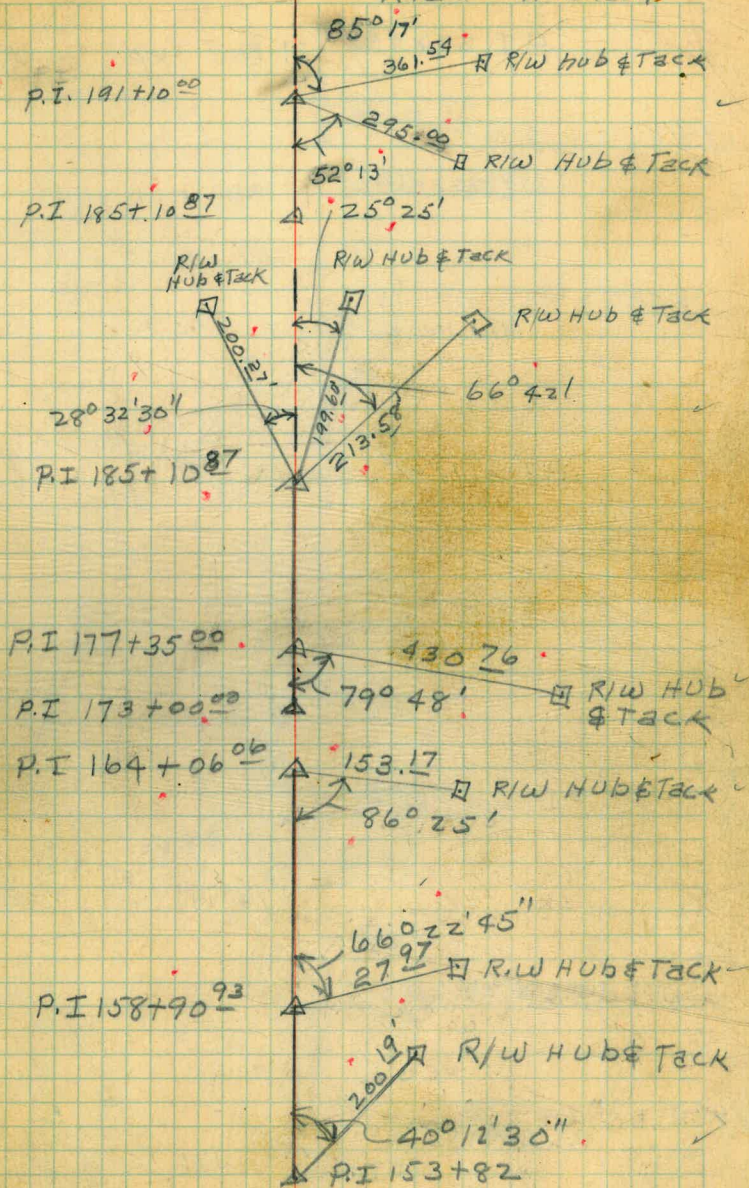 85° 17'
361.54
R/W hub & Tack
P.I. 191+10 00
295.00
R/W Hub & Tack
52° 13'
P.I 185+.10 87
25° 25'
R/W
Hub & Tack
R/W Hub & Tack
R/W Hub & Tack
200.27'
199.60
213.58'
66° 42'
28° 32' 30"
P.I 185+ 10 87
P.I 177+35 00
430 76
R/W HUB
& Tack
79° 48'
P.I 173+00 00
P.I 164+06 06
153.17
R/W HUB & Tack
86° 25'
66° 22' 45"
27 97
R.W HUB & Tack
P.I 158+90 93
200 19'
R/W HUB & Tack
40° 12' 30"
P.I 153+82